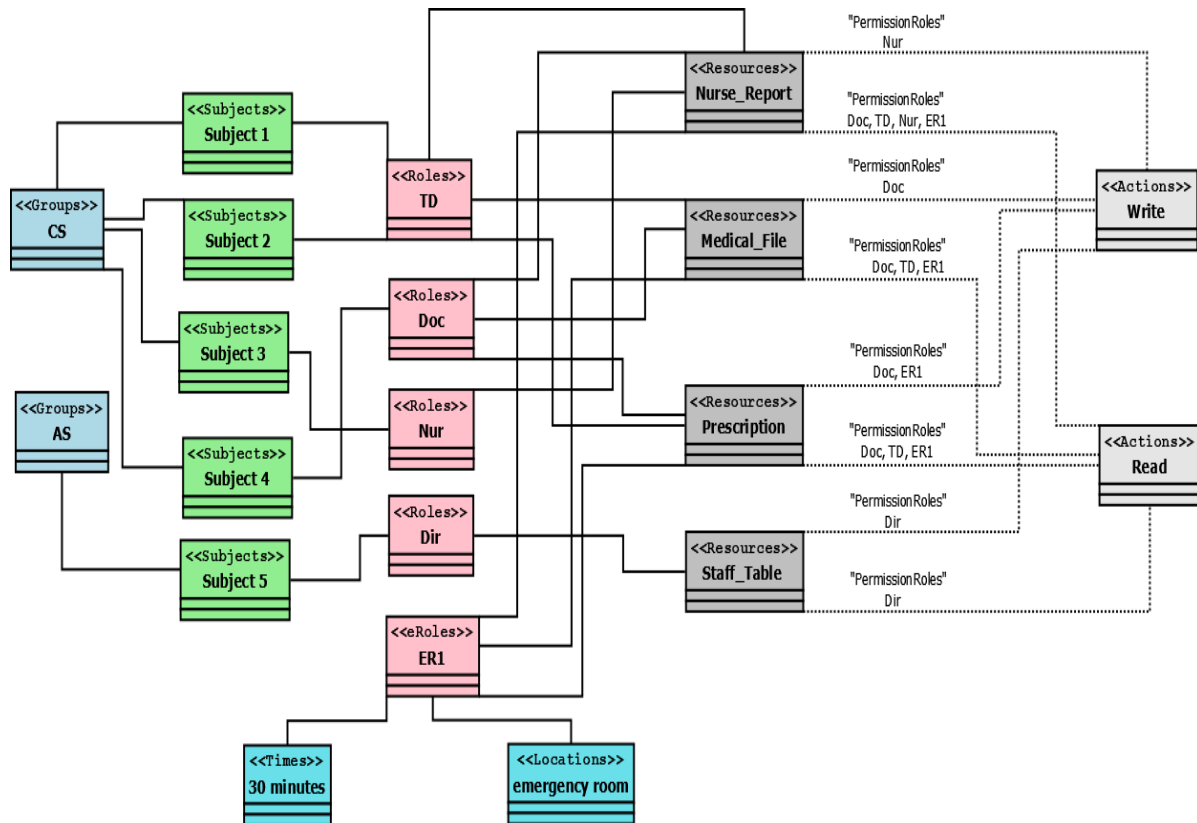 "PermissionRoles"
Nur
<<Resources>>
Nurse_Report
<<Subjects>>
Subject 1
"PermissionRoles"
Doc, TD, Nur, ER1
<<Roles>>
TD
"PermissionRoles"
Doc
<<Actions>>
Write
<<Groups>>
CS
<<Subjects>>
Subject 2
<<Resources>>
Medical_File
"PermissionRoles"
Doc, TD, ER1
<<Roles>>
Doc
<<Subjects>>
Subject 3
"PermissionRoles"
Doc, ER1
<<Groups>>
AS
<<Roles>>
Nur
<<Resources>>
Prescription
"PermissionRoles"
Doc, TD, ER1
<<Actions>>
Read
<<Subjects>>
Subject 4
<<Roles>>
Dir
"PermissionRoles"
Dir
<<Subjects>>
Subject 5
<<Resources>>
Staff_Table
"PermissionRoles"
Dir
<<eRoles>>
ER1
<<Times>>
30 minutes
<<Locations>>
emergency room